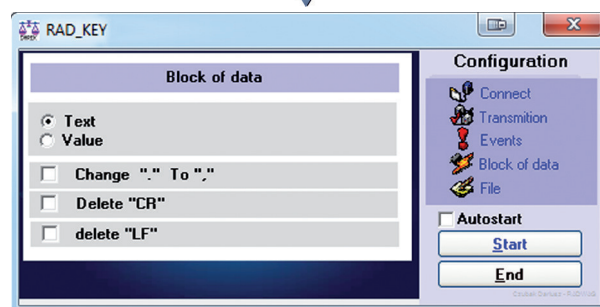 RAD_KEY
Block of data
Text
Value
Change "." To ","
Delete "CR"
delete "LF"
Configuration
Connect
Transmition
Events
Block of data
File
Autostart
Start
End